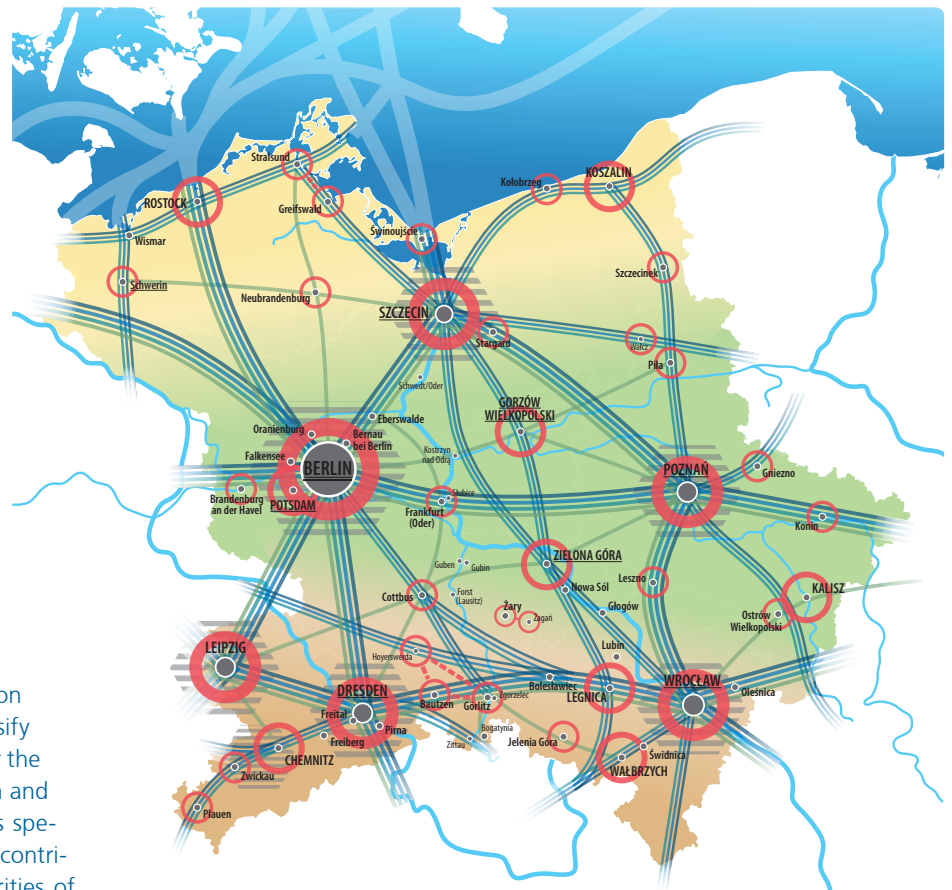 Stralsund
ROSTOCK
Greifswald
Wismar
Świnoujście
Kołobrzeg
KOSZALIN
Schwerin
Neubrandenburg
Szczecinek
SZCZECIN
Stargard
Wałcz
Piła
Schwedt/Oder
GORZÓW
WIELKOPOLSKI
Eberswalde
Oranienburg
Bernau
bei Berlin
Falkensee
BERLIN
Kostrzyn
nad Odrą
POZNAŃ
Gniezno
Brandenburg
an der Havel
POTSDAM
Słubice
Frankfurt
(Oder)
Konin
ZIELONA GÓRA
Guben
Gubin
Nowa Sól
Leszno
KALISZ
Cottbus
Forst
(Lausitz)
Żary
Żagań
Głogów
Ostrów
Wielkopolski
LEIPZIG
Hoyerswerda
Lubin
DRESDEN
Bautzen
Görlitz
Zgorzelec
Bolesławiec
LEGNICA
WROCŁAW
Oleśnica
Freital
Pirna
Freiberg
Zittau
Bogatynia
Jelenia Góra
Świdnica
WAŁBRZYCH
CHEMNITZ
Zwickau
Plauen
on
sify
r the
n and
s spe-
contri-
rities of